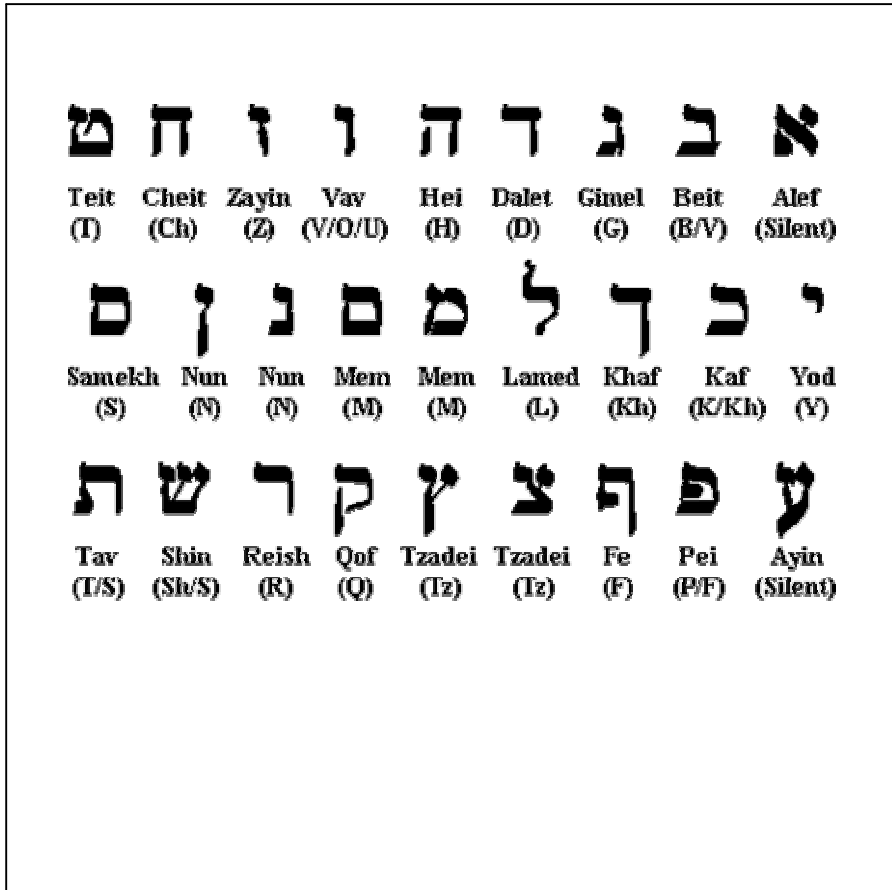 א ב ג ד ה ו ז ח ט
Teit Cheit Zayin Vav Hei Dalet Gimel Beit Alef
(T) (Ch) (Z) (V/O/U) (H) (D) (G) (B/V) (Silent)
י כ ך ל מ ם נ ן ס
Samekh Nun Nun Mem Mem Lamed Khaf Kaf Yod
(S) (N) (N) (M) (M) (L) (Kh) (K/Kh) (Y)
ע פּ ף צ ץ ק ר ש ת
Tav Shin Reish Qof Tzadei Tzadei Fe Pei Ayin
(T/S) (Sh/S) (R) (Q) (Tz) (Tz) (F) (P/F) (Silent)